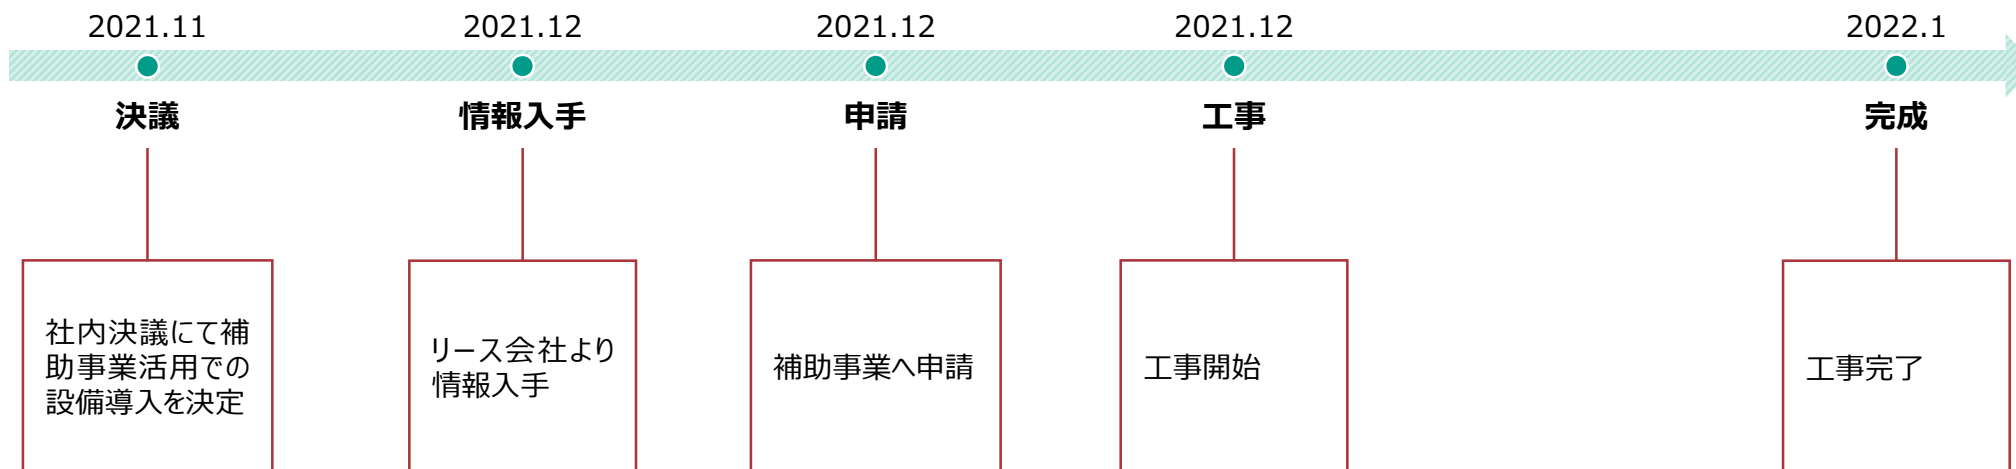 2021.11
2021.12
2021.12
2021.12
2022.1
決議
情報入手
申請
工事
完成
社内決議にて補
助事業活用での
設備導入を決定
リース会社より
情報入手
補助事業へ申請
工事開始
工事完了